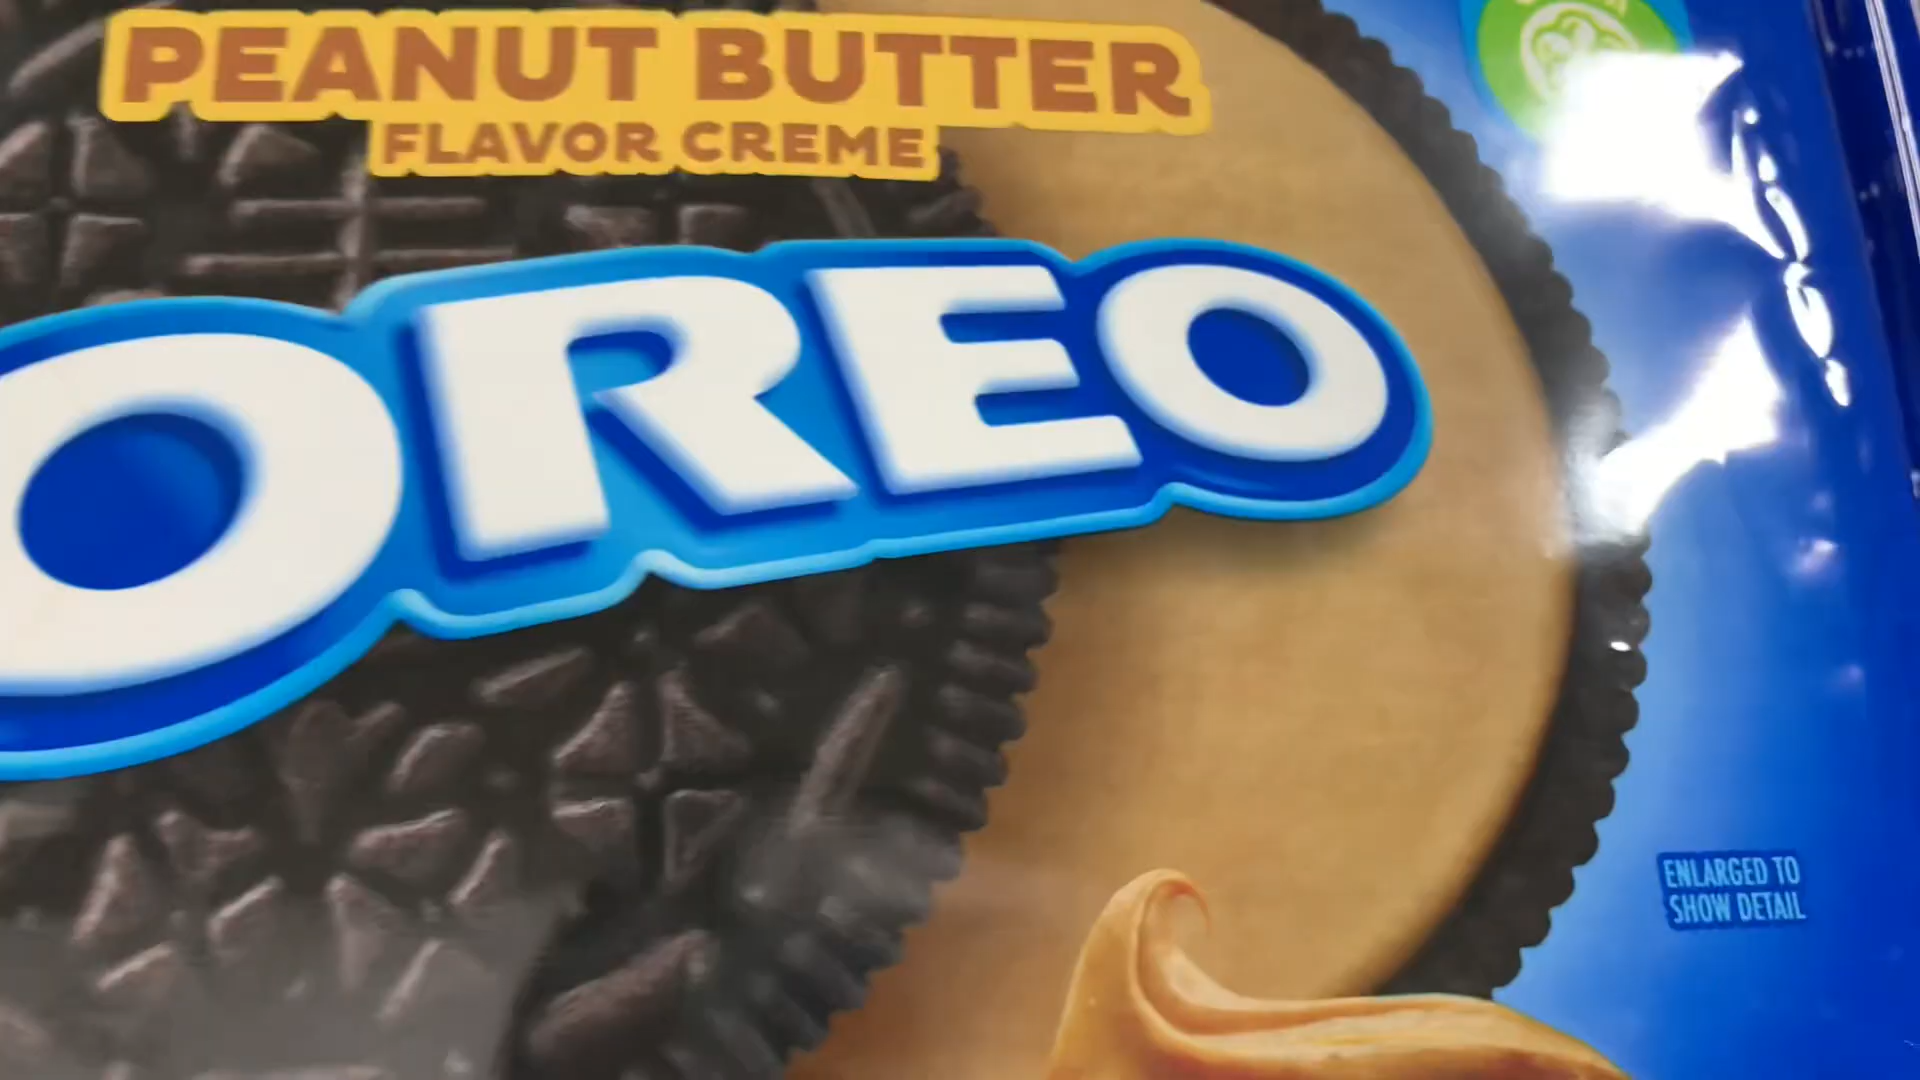 PEANUT BUTTER
FLAVOR CREME
OREO
ENLARGED TO
SHOW DETAIL